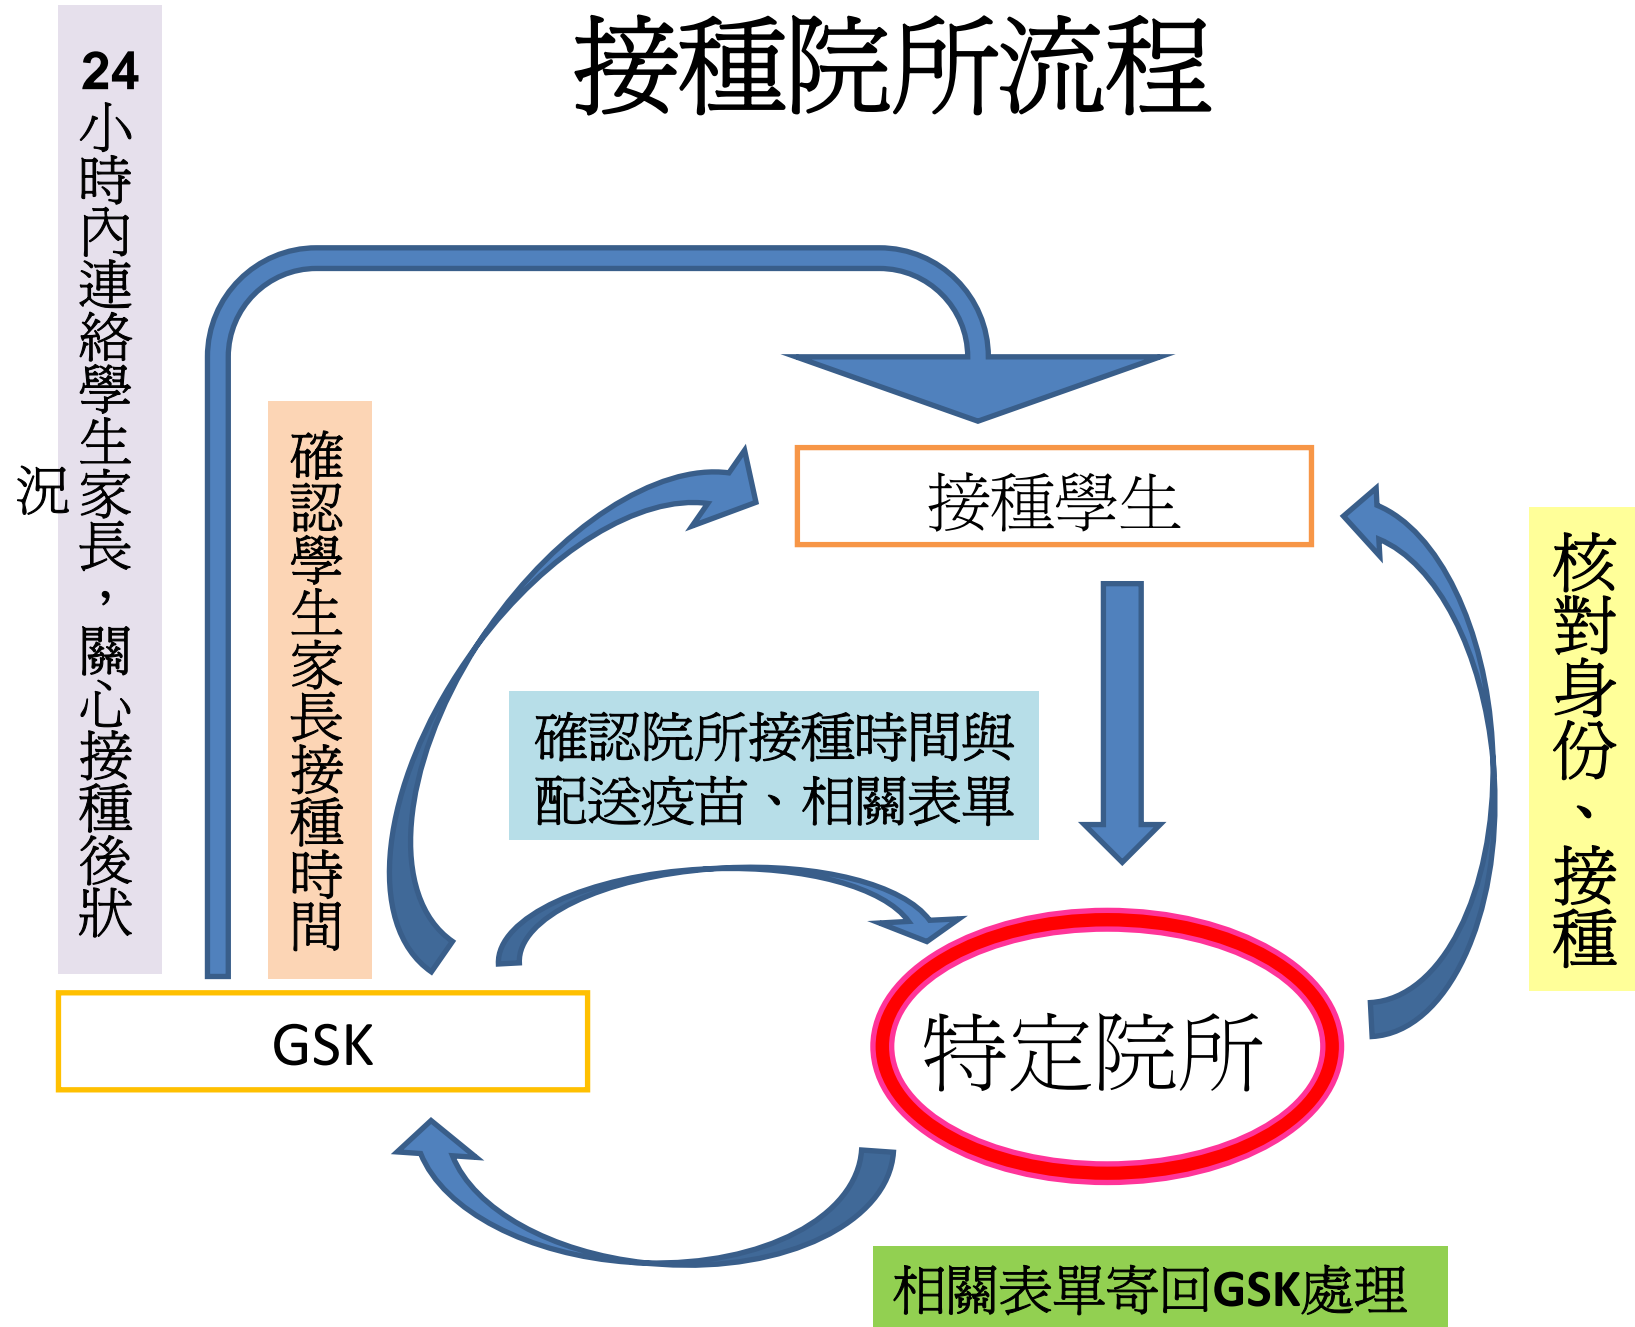 接種院所流程
24
小時內連絡學生家長，關心接種後狀
況
確認學生家長接種時間
接種學生
核對身份、接種
確認院所接種時間與
配送疫苗、相關表單
GSK
特定院所
相關表單寄回GSK處理